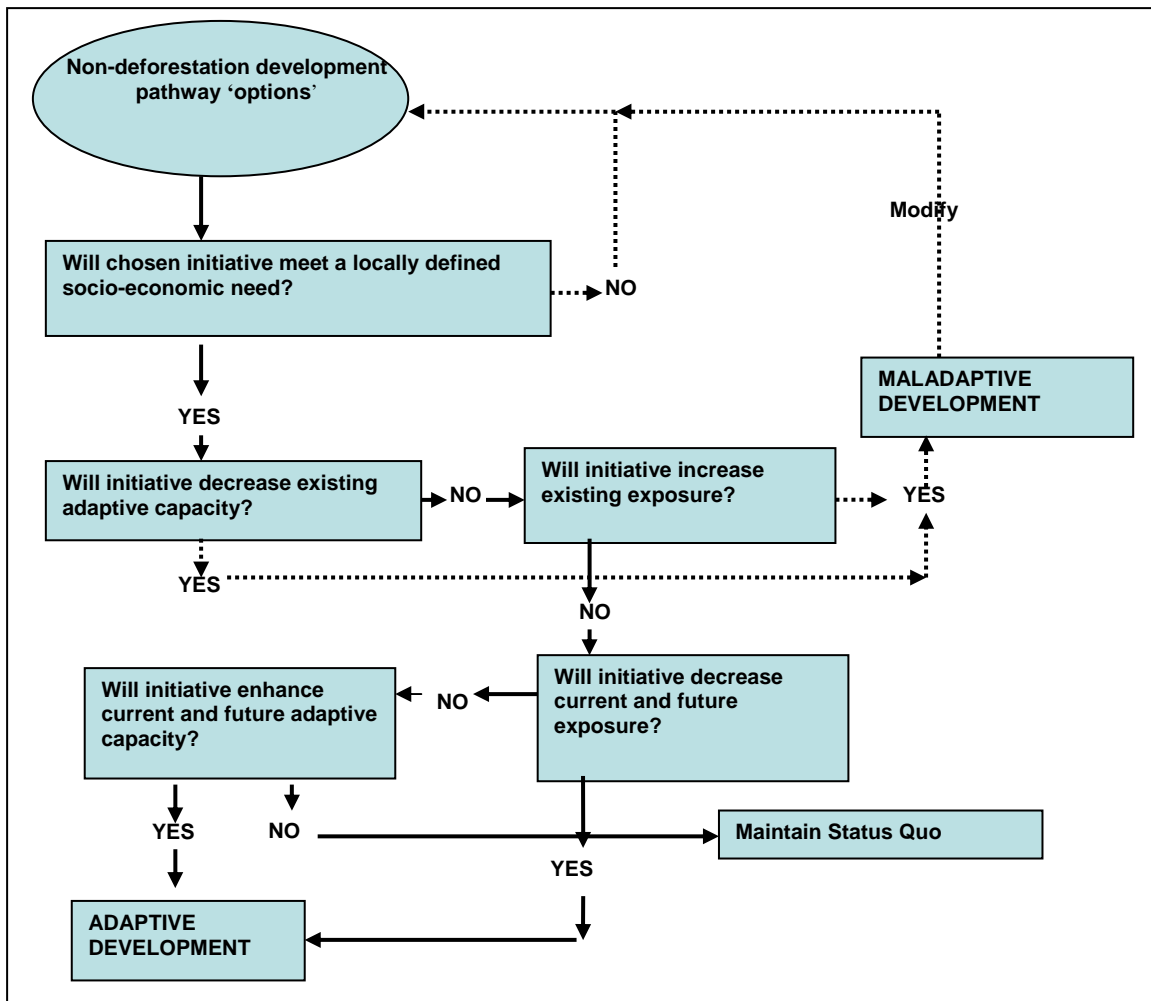 Non-deforestation development
pathway ‘options’
Modify
Will chosen initiative meet a locally defined
socio-economic need?
NO
YES
MALADAPTIVE
DEVELOPMENT
Will initiative decrease existing
adaptive capacity?
NO
Will initiative increase
existing exposure?
YES
YES
NO
Will initiative enhance
current and future adaptive
capacity?
NO
Will initiative decrease
current and future
exposure?
YES
NO
Maintain Status Quo
YES
ADAPTIVE
DEVELOPMENT